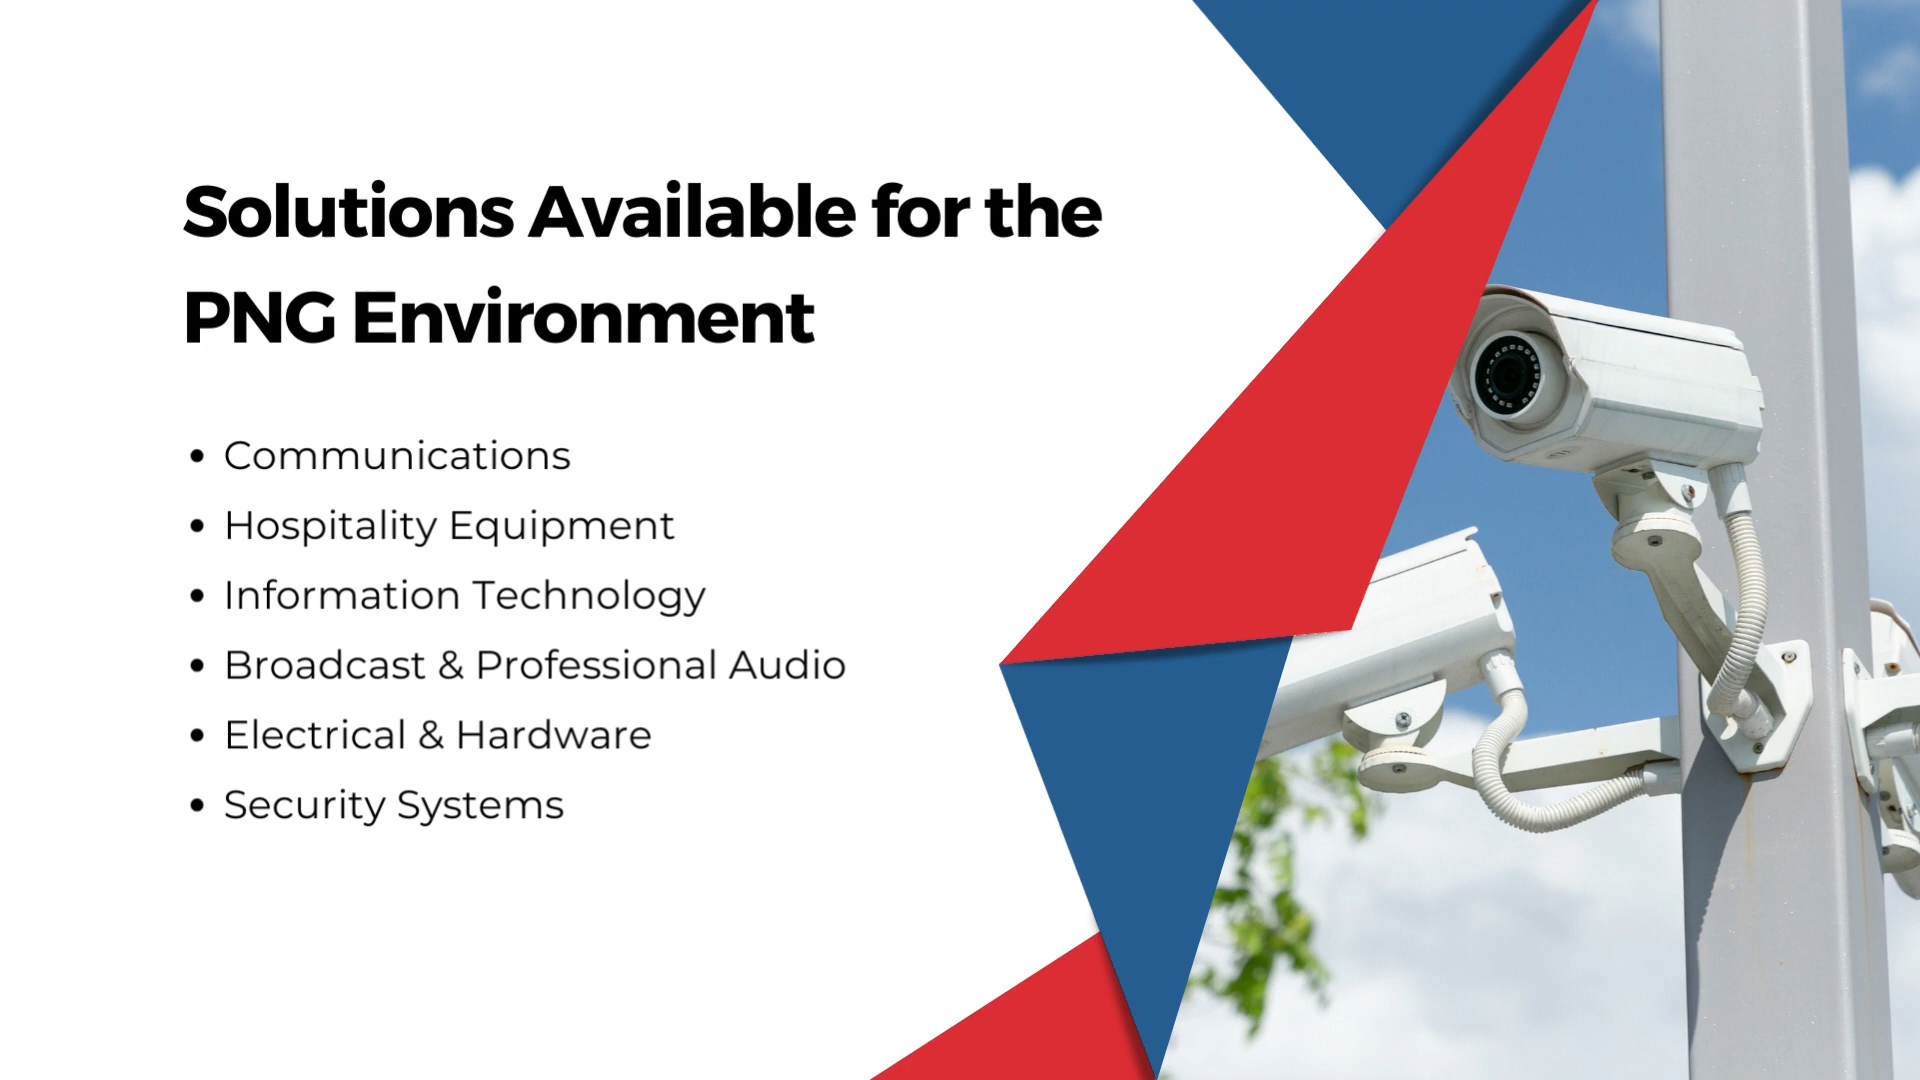 Solutions Available for the
PNG Environment
• Communications
• Hospitality Equipment
• Information Technology
• Broadcast & Professional Audio
• Electrical & Hardware
• Security Systems